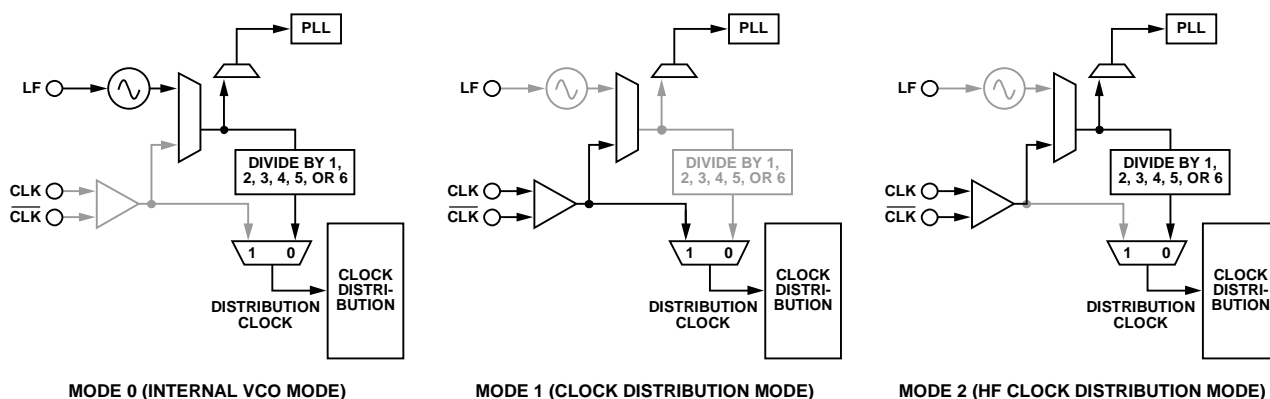 PLL
LF
DIVIDE BY 1,
2, 3, 4, 5, OR 6
CLK
CLK
1 0
CLOCK
DISTRI-
BUTION
DISTRIBUTION
CLOCK
MODE 0 (INTERNAL VCO MODE)
PLL
LF
DIVIDE BY 1,
2, 3, 4, 5, OR 6
CLK
CLK
1 0
CLOCK
DISTRI-
BUTION
DISTRIBUTION
CLOCK
MODE 1 (CLOCK DISTRIBUTION MODE)
PLL
LF
DIVIDE BY 1,
2, 3, 4, 5, OR 6
CLK
CLK
1 0
CLOCK
DISTRI-
BUTION
DISTRIBUTION
CLOCK
MODE 2 (HF CLOCK DISTRIBUTION MODE)